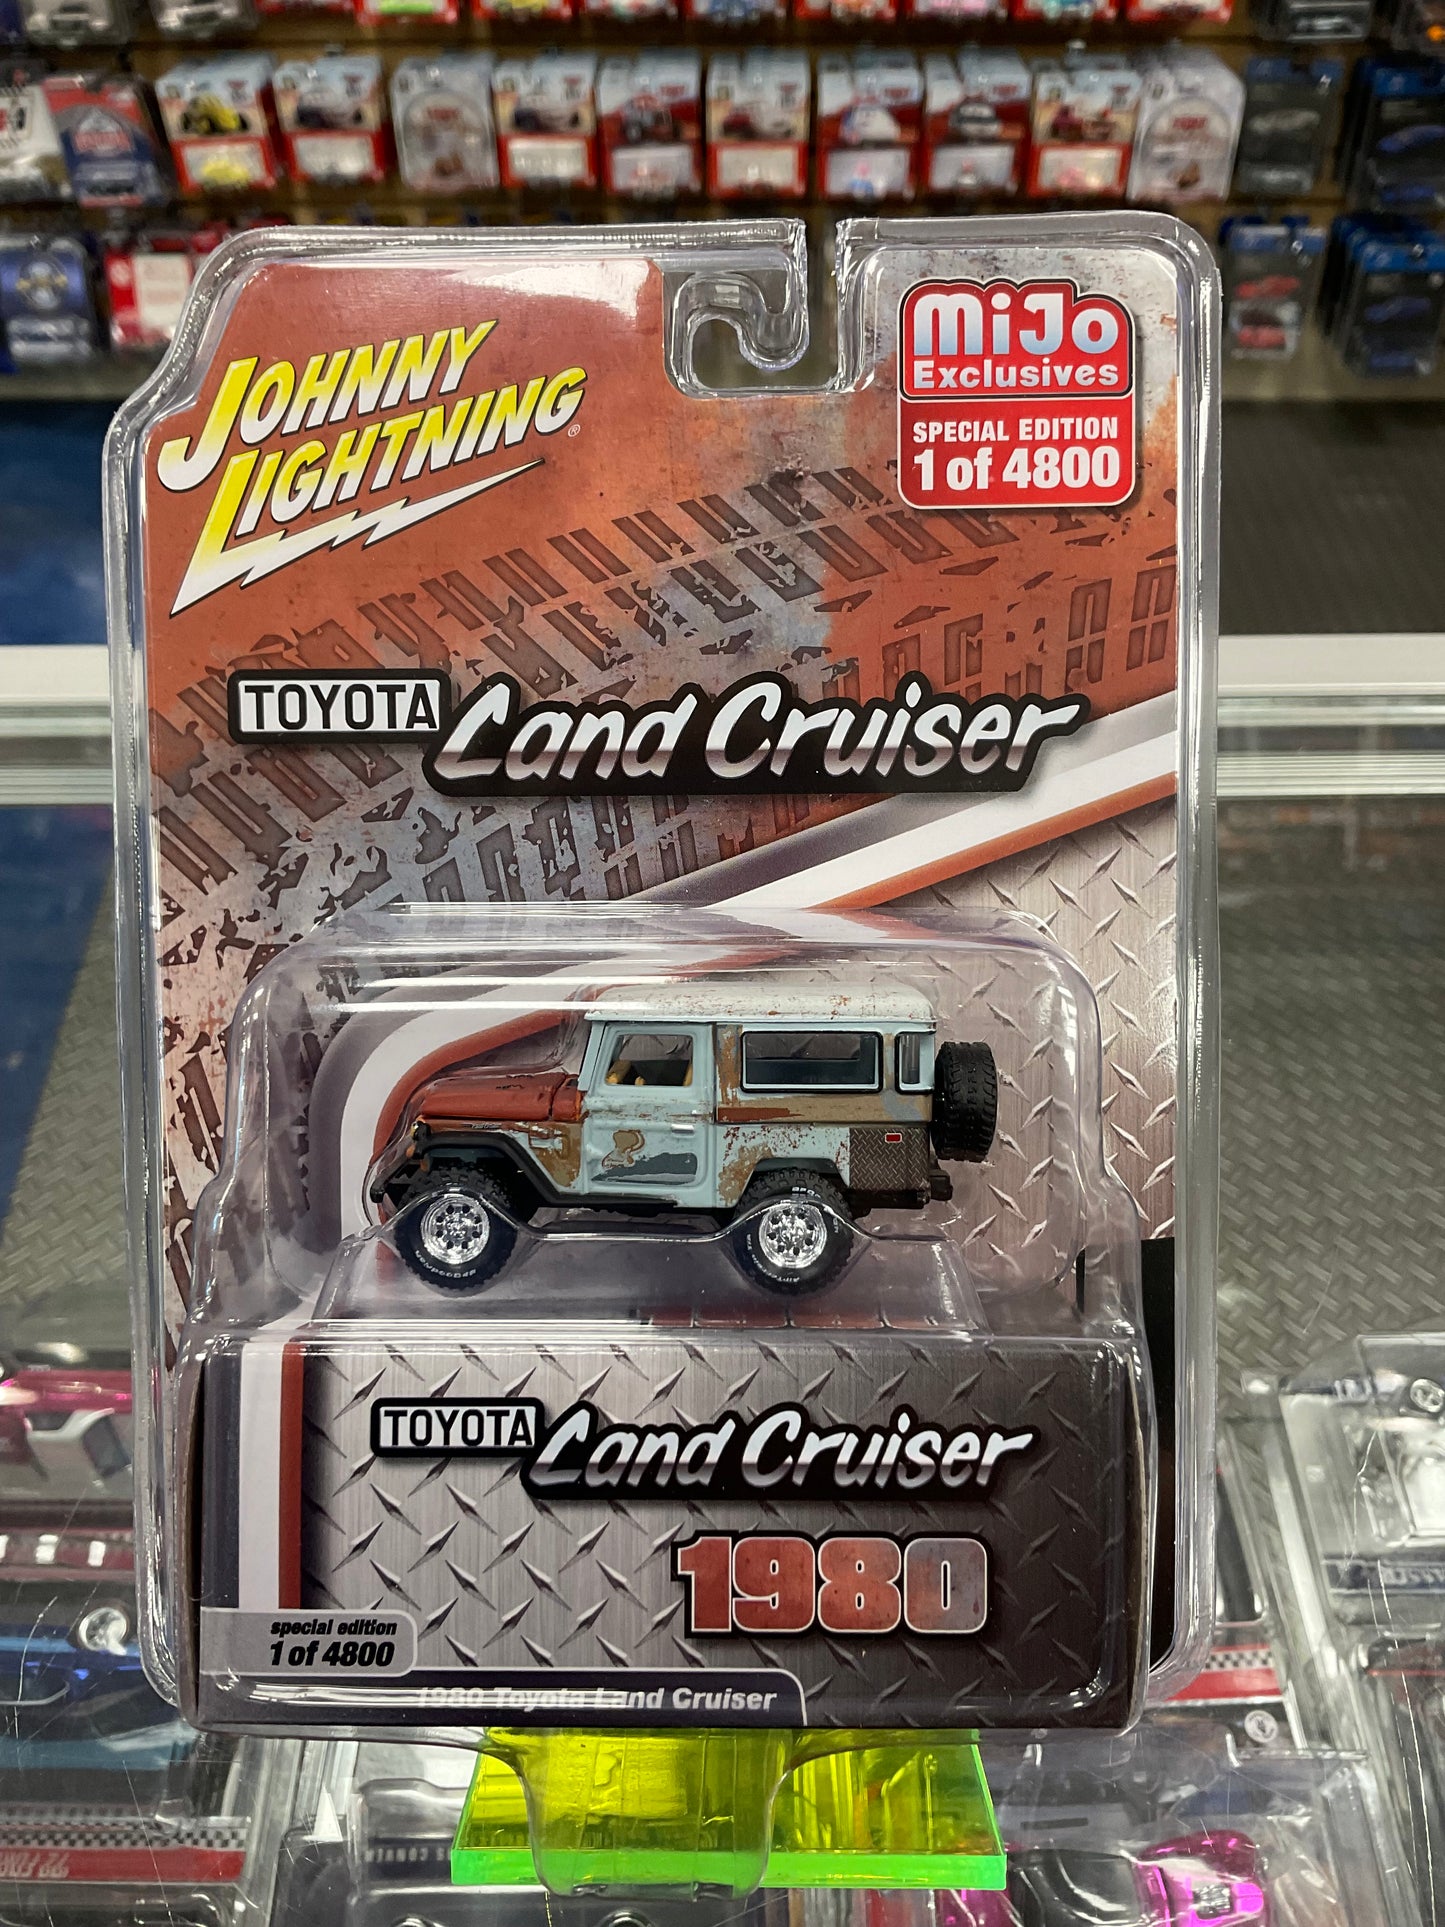 JOHNNY
LIGHTNING®
MiJo
Exclusives
SPECIAL EDITION
1 of 4800
TOYOTA Land Cruiser
TOYOTA Land Cruiser
1980
special edition
1 of 4800
1980 Toyota Land Cruiser